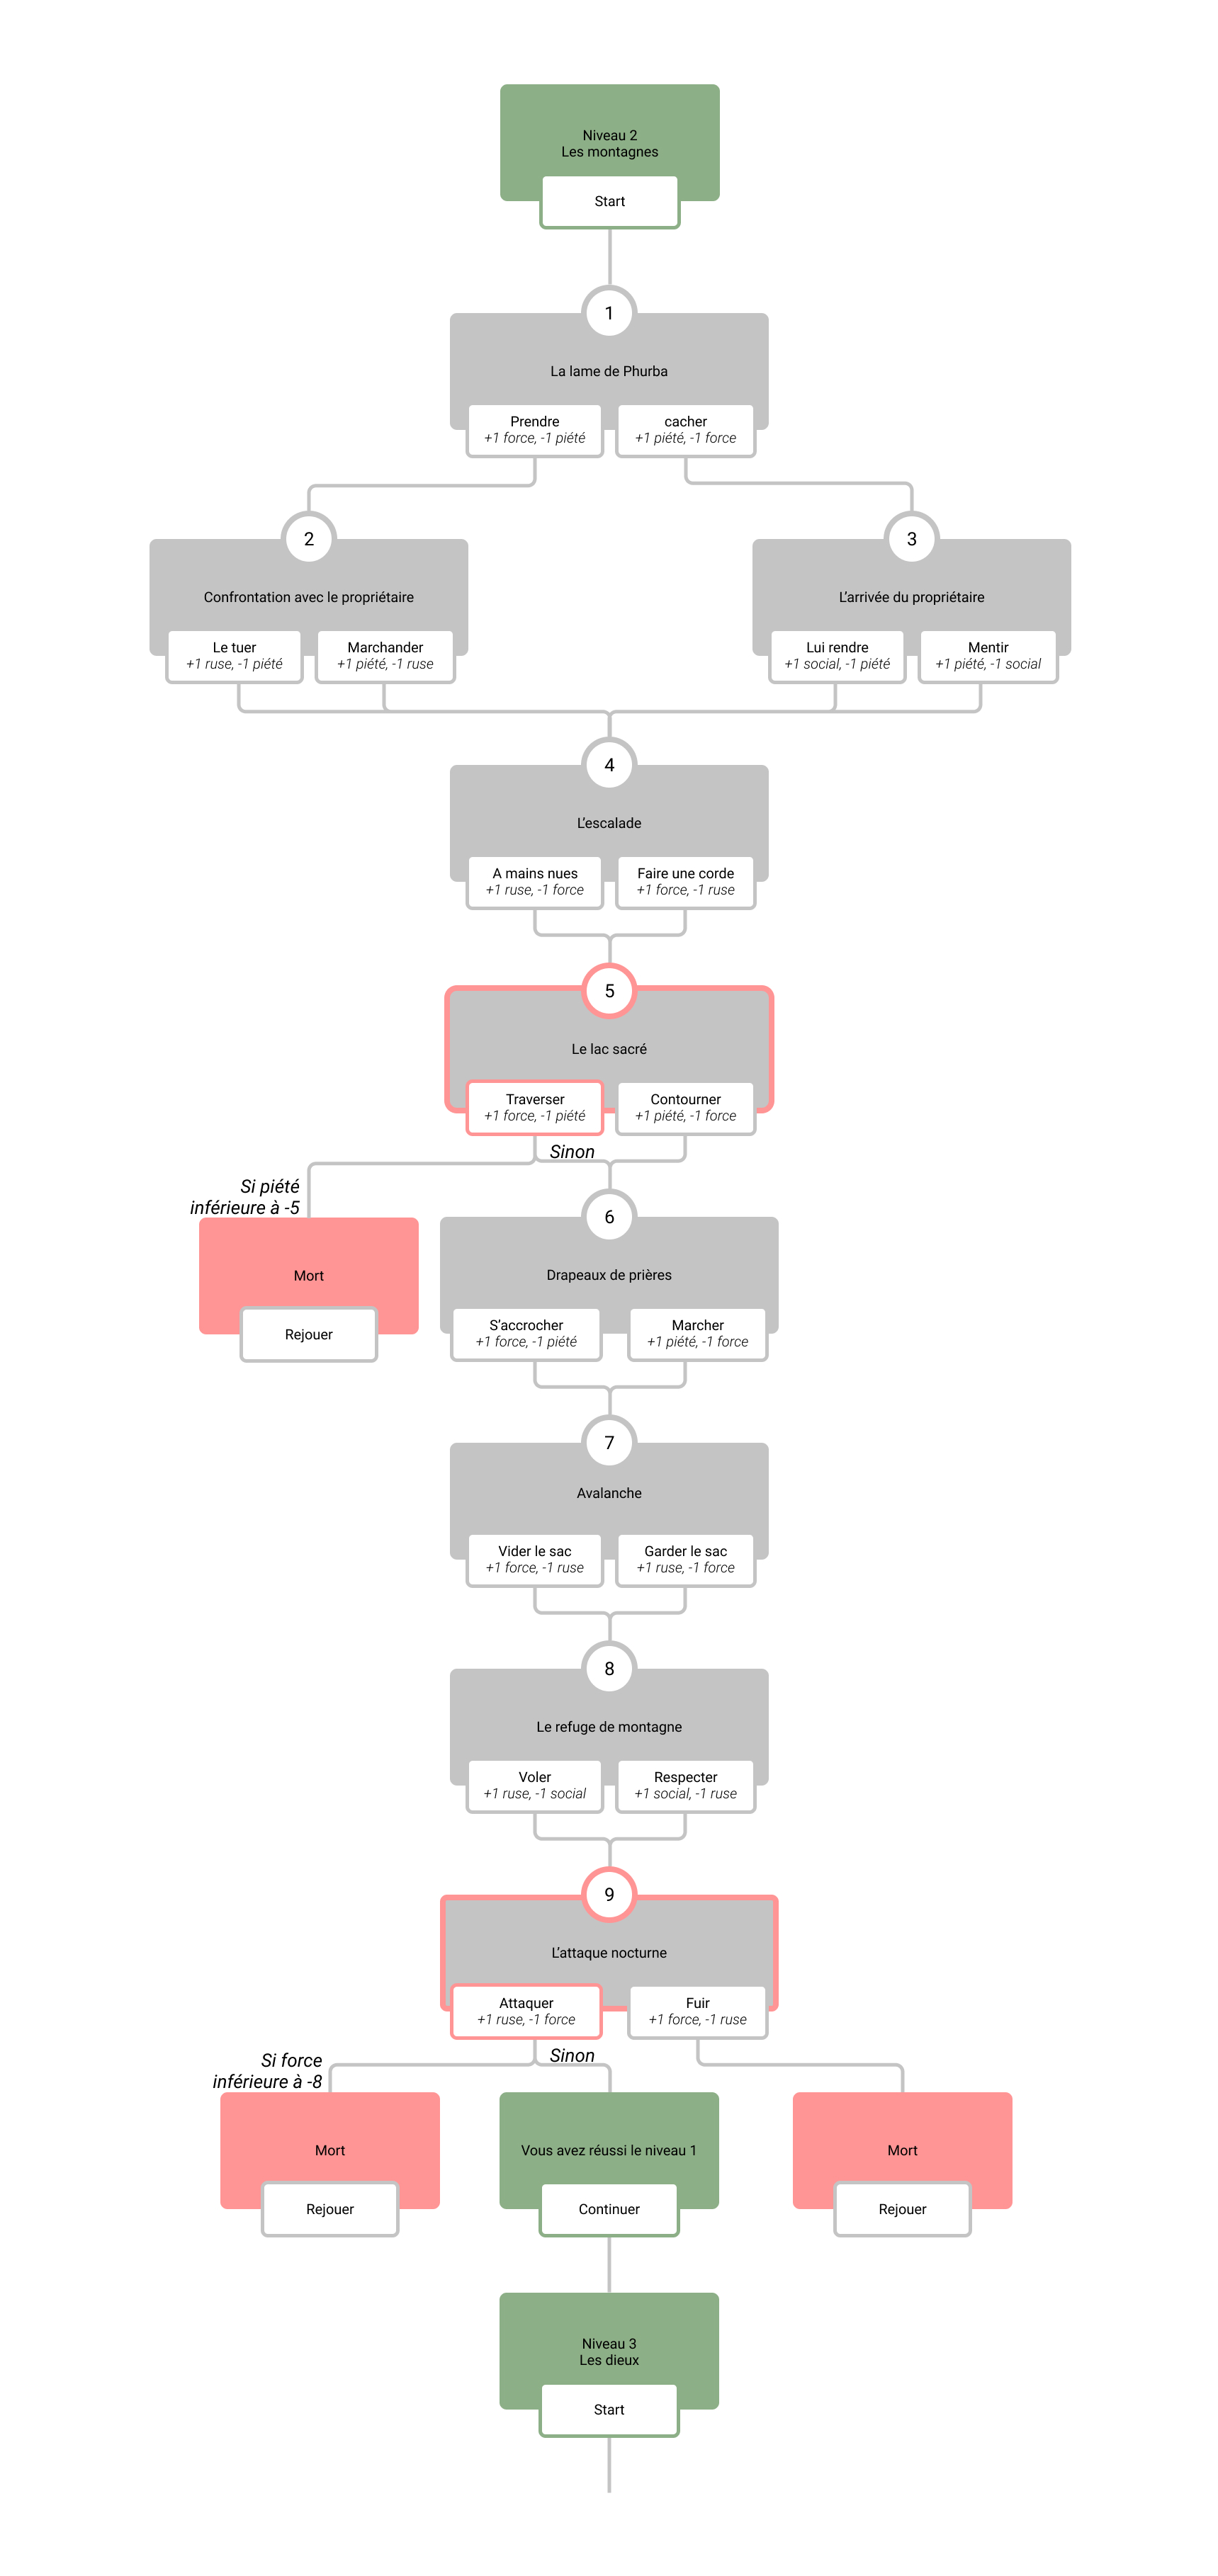 Niveau 2
Les montagnes
Start
1
La lame de Phurba
Prendre
+1 force, -1 piété
cacher
+1 piété, -1 force
2
Confrontation avec le propriétaire
Le tuer
+1 ruse, -1 piété
Marchander
+1 piété, -1 ruse
3
L'arrivée du propriétaire
Lui rendre
+1 social, -1 piété
Mentir
+1 piété, -1 social
4
L'escalade
A mains nues
+1 ruse, -1 force
Faire une corde
+1 force, -1 ruse
5
Le lac sacré
Traverser
+1 force, -1 piété
Contourner
+1 piété, -1 force
Sinon
Si piété
inférieure à -5
Mort
Rejouer
6
Drapeaux de prières
S'accrocher
+1 force, -1 piété
Marcher
+1 piété, -1 force
7
Avalanche
Vider le sac
+1 force, -1 ruse
Garder le sac
+1 ruse, -1 force
8
Le refuge de montagne
Voler
+1 ruse, -1 social
Respecter
+1 social, -1 ruse
9
L'attaque nocturne
Attaquer
+1 ruse, -1 force
Fuir
+1 force, -1 ruse
Sinon
Si force
inférieure à -8
Mort
Rejouer
Vous avez réussi le niveau 1
Continuer
Mort
Rejouer
Niveau 3
Les dieux
Start